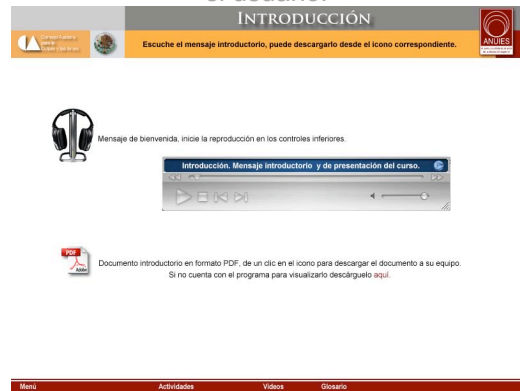 el usuario.
INTRODUCCIÓN
Escuche el mensaje introductorio, puede descargarlo desde el icono correspondiente.
ANUIES
Mensaje de bienvenida, inicie la reproducción en los controles inferiores.
Introducción. Mensaje introductorio y de presentación del curso.
PDF
Adobe
Documento introductorio en formato PDF, de un clic en el icono para descargar el documento a su equipo.
Si no cuenta con el programa para visualizarlo descárguelo aquí.
Menú Actividades Videos Glosario